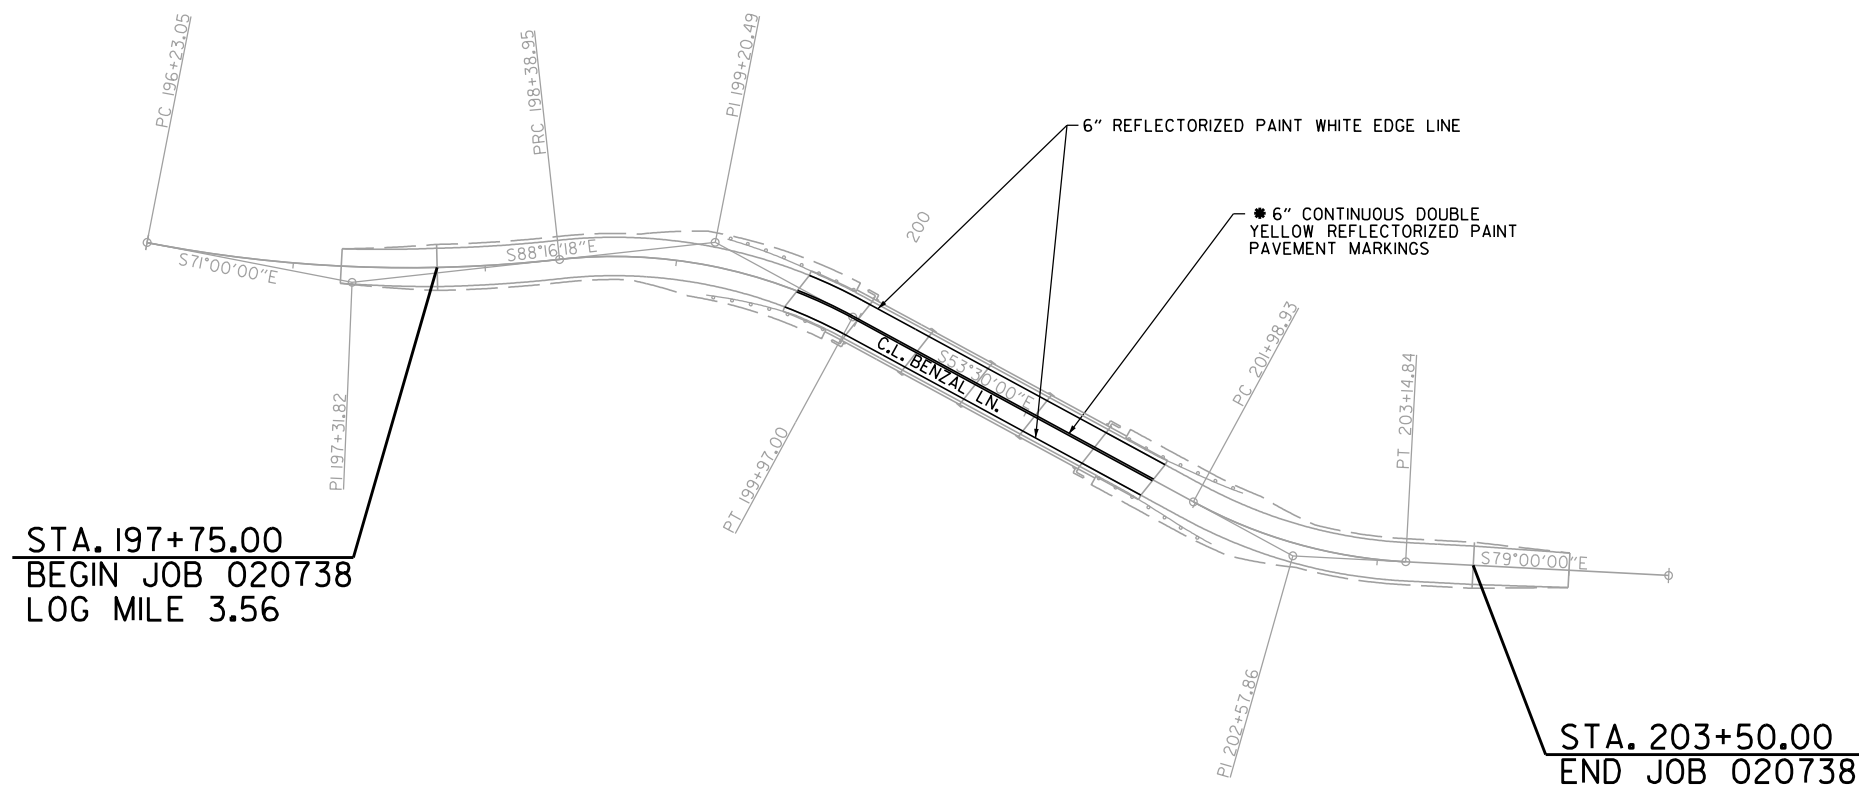 PC 196+23.05
PRC 198+38.95
PI 199+20.49
6" REFLECTORIZED PAINT WHITE EDGE LINE
200
✱ 6" CONTINUOUS DOUBLE
YELLOW REFLECTORIZED PAINT
PAVEMENT MARKINGS
S71°00'00"E
S88°16'18"E
C.L. BENZAL LN.
S53°30'00"E
PC 201+98.93
PI 197+31.82
PT 199+97.00
PT 203+14.84
STA. 197+75.00
BEGIN JOB 020738
LOG MILE 3.56
S79°00'00"E
PI 202+57.86
STA. 203+50.00
END JOB 020738